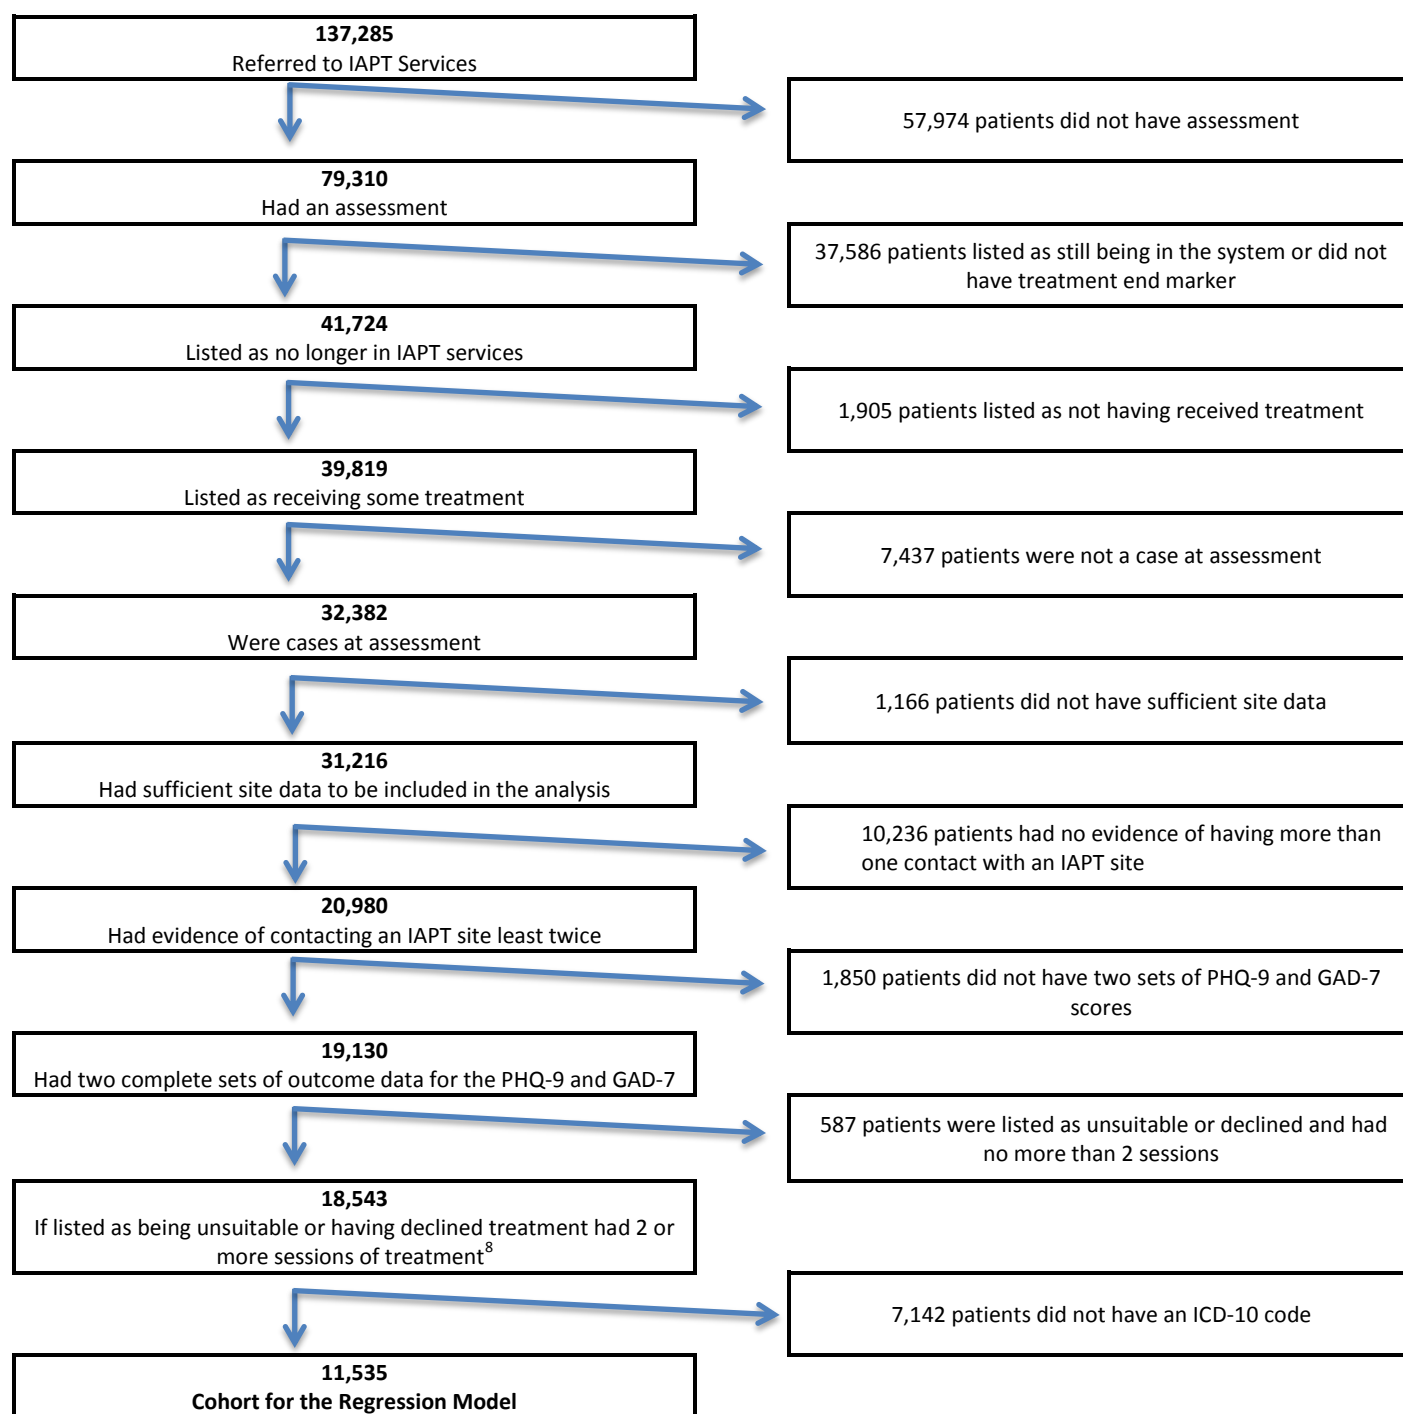 137,285
Referred to IAPT Services
57,974 patients did not have assessment
79,310
Had an assessment
37,586 patients listed as still being in the system or did not
have treatment end marker
41,724
Listed as no longer in IAPT services
1,905 patients listed as not having received treatment
39,819
Listed as receiving some treatment
7,437 patients were not a case at assessment
32,382
Were cases at assessment
1,166 patients did not have sufficient site data
31,216
Had sufficient site data to be included in the analysis
10,236 patients had no evidence of having more than
one contact with an IAPT site
20,980
Had evidence of contacting an IAPT site least twice
1,850 patients did not have two sets of PHQ-9 and GAD-7
scores
19,130
Had two complete sets of outcome data for the PHQ-9 and GAD-7
587 patients were listed as unsuitable or declined and had
no more than 2 sessions
18,543
If listed as being unsuitable or having declined treatment had 2 or
more sessions of treatment8
7,142 patients did not have an ICD-10 code
11,535
Cohort for the Regression Model